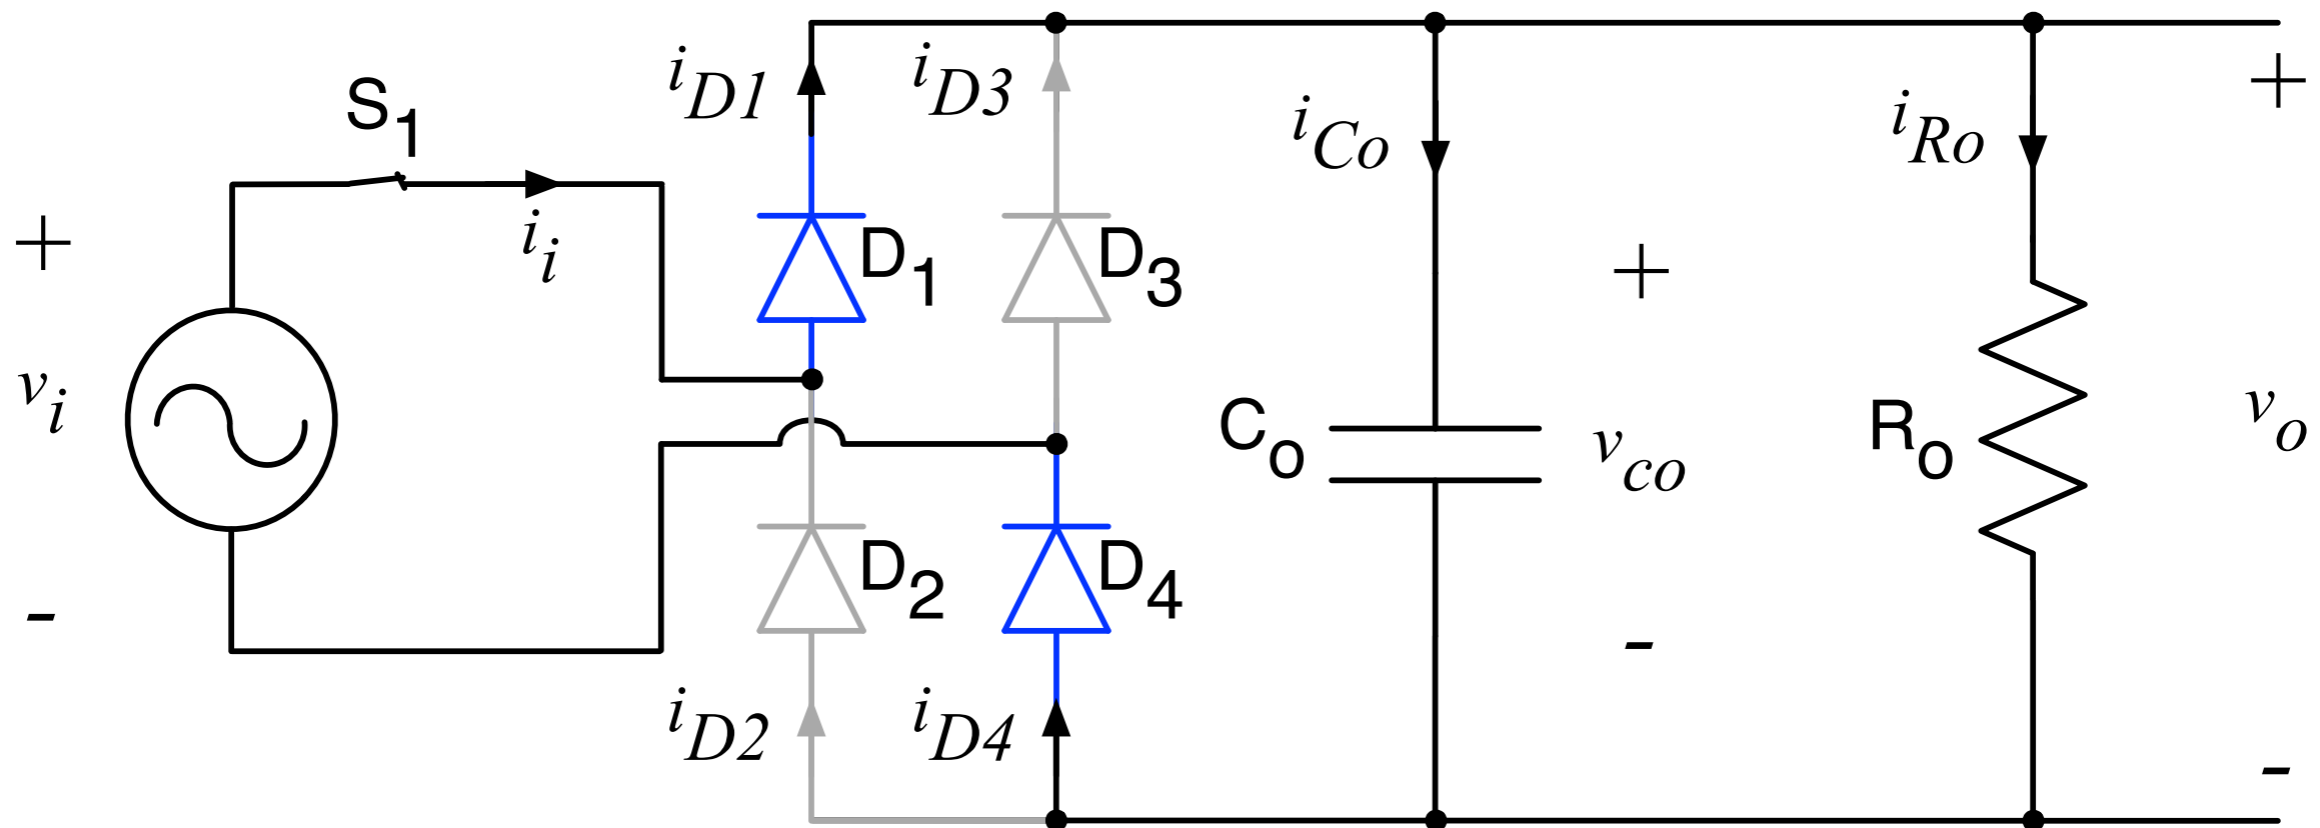 S1
+
vi
-
ii
iD1
iD3
D1
D3
iD2
iD4
D2
D4
iCo
Co
+
vco
-
iRo
Ro
+
vo
-